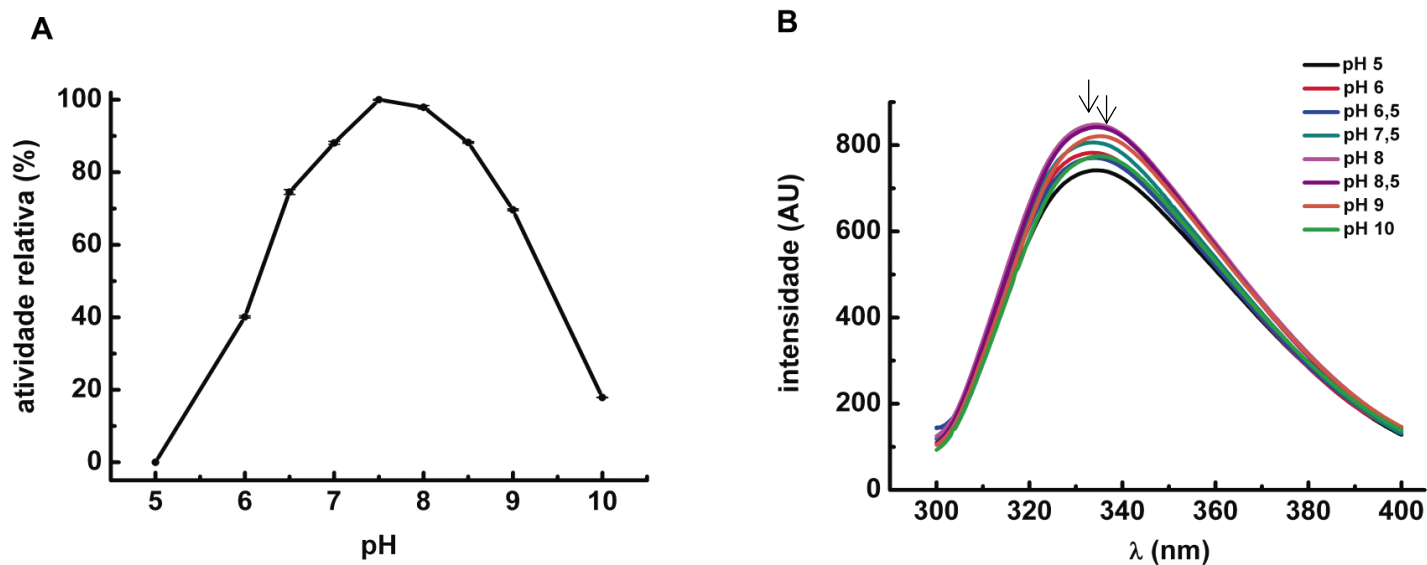 A
atividade relativa (%)
100
80
60
40
20
0
5 6 7 8 9 10
pH
B
intensidade (AU)
800
600
400
200
0
300 320 340 360 380 400
λ (nm)
pH 5
pH 6
pH 6,5
pH 7,5
pH 8
pH 8,5
pH 9
pH 10